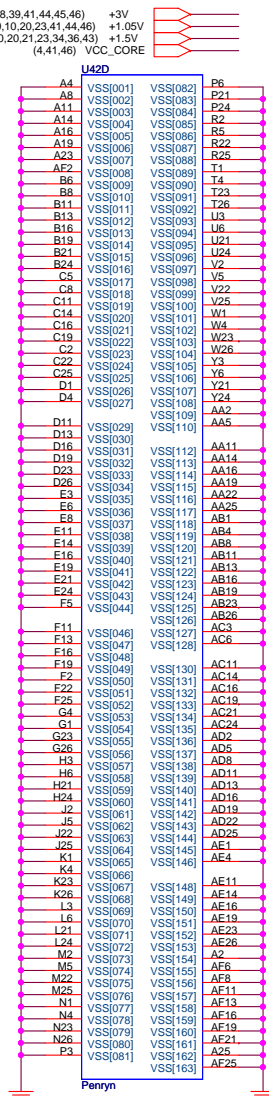 8,39,41,44,45,46) +3V
0,10,20,23,41,44,46) +1.05V
0,20,21,23,34,36,43) +1.5V
(4,41,46) VCC_CORE
U42D
A4 VSS[001] VSS[082] P6
A8 VSS[002] VSS[083] P21
A11 VSS[003] VSS[084] P24
A14 VSS[004] VSS[085] R2
A16 VSS[005] VSS[086] R5
A19 VSS[006] VSS[087] R22
A23 VSS[007] VSS[088] R25
AF2 VSS[008] VSS[089] T1
B6 VSS[009] VSS[090] T4
B8 VSS[010] VSS[091] T23
B11 VSS[011] VSS[092] T26
B13 VSS[012] VSS[093] U3
B16 VSS[013] VSS[094] U6
B19 VSS[014] VSS[095] U21
B21 VSS[015] VSS[096] U24
B24 VSS[016] VSS[097] V2
C5 VSS[017] VSS[098] V5
C8 VSS[018] VSS[099] V22
C11 VSS[019] VSS[100] V25
C14 VSS[020] VSS[101] W1
C16 VSS[021] VSS[102] W4
C19 VSS[022] VSS[103] W23
C2 VSS[023] VSS[104] W26
C22 VSS[024] VSS[105] Y3
C25 VSS[025] VSS[106] Y6
D1 VSS[026] VSS[107] Y21
D4 VSS[027] VSS[108] Y24
VSS[109] AA2
D11 VSS[029] VSS[110] AA5
D13 VSS[030]
D16 VSS[031] VSS[112] AA11
D19 VSS[032] VSS[113] AA14
D23 VSS[033] VSS[114] AA16
D26 VSS[034] VSS[115] AA19
E3 VSS[035] VSS[116] AA22
E6 VSS[036] VSS[117] AA25
E8 VSS[037] VSS[118] AB1
E11 VSS[038] VSS[119] AB4
E14 VSS[039] VSS[120] AB8
E16 VSS[040] VSS[121] AB11
E19 VSS[041] VSS[122] AB13
E21 VSS[042] VSS[123] AB16
E24 VSS[043] VSS[124] AB19
F5 VSS[044] VSS[125] AB23
VSS[126] AB26
F11 VSS[046] VSS[127] AC3
F13 VSS[047] VSS[128] AC6
F16 VSS[048]
F19 VSS[049] VSS[130] AC11
F2 VSS[050] VSS[131] AC14
F22 VSS[051] VSS[132] AC16
F25 VSS[052] VSS[133] AC19
G4 VSS[053] VSS[134] AC21
G1 VSS[054] VSS[135] AC24
G23 VSS[055] VSS[136] AD2
G26 VSS[056] VSS[137] AD5
H3 VSS[057] VSS[138] AD8
H6 VSS[058] VSS[139] AD11
H21 VSS[059] VSS[140] AD13
H24 VSS[060] VSS[141] AD16
J2 VSS[061] VSS[142] AD19
J5 VSS[062] VSS[143] AD22
J22 VSS[063] VSS[144] AD25
J25 VSS[064] VSS[145] AE1
K1 VSS[065] VSS[146] AE4
K4 VSS[066]
K23 VSS[067] VSS[148] AE11
K26 VSS[068] VSS[149] AE14
L3 VSS[069] VSS[150] AE16
L6 VSS[070] VSS[151] AE19
L21 VSS[071] VSS[152] AE23
L24 VSS[072] VSS[153] AE26
M2 VSS[073] VSS[154] A2
M5 VSS[074] VSS[155] AF6
M22 VSS[075] VSS[156] AF8
M25 VSS[076] VSS[157] AF11
N1 VSS[077] VSS[158] AF13
N4 VSS[078] VSS[159] AF16
N23 VSS[079] VSS[160] AF19
N26 VSS[080] VSS[161] AF21
P3 VSS[081] VSS[162] A25
VSS[163] AF25
Penryn